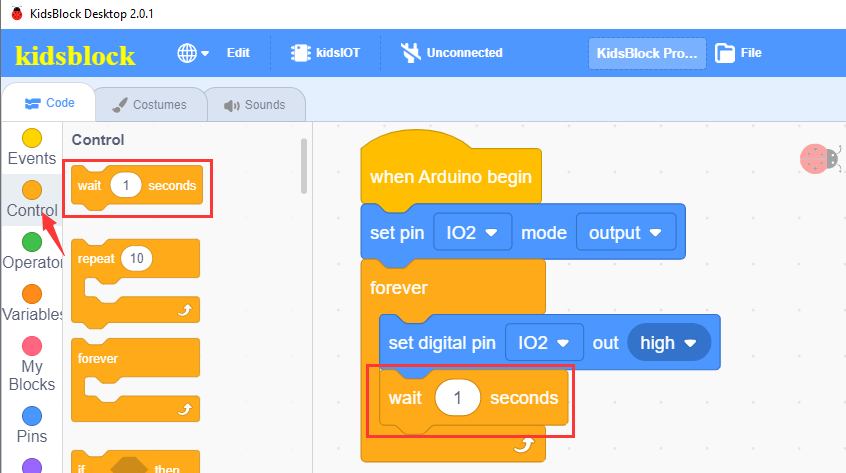 KidsBlock Desktop 2.0.1
kidsblock
Edit
kidsIOT
Unconnected
KidsBlock Pro...
File
Code
Costumes
Sounds
Events
Control
Operator
Variables
My
Blocks
Pins
Control
wait 1 seconds
repeat 10
forever
if then
when Arduino begin
set pin IO2 mode output
forever
set digital pin IO2 out high
wait 1 seconds